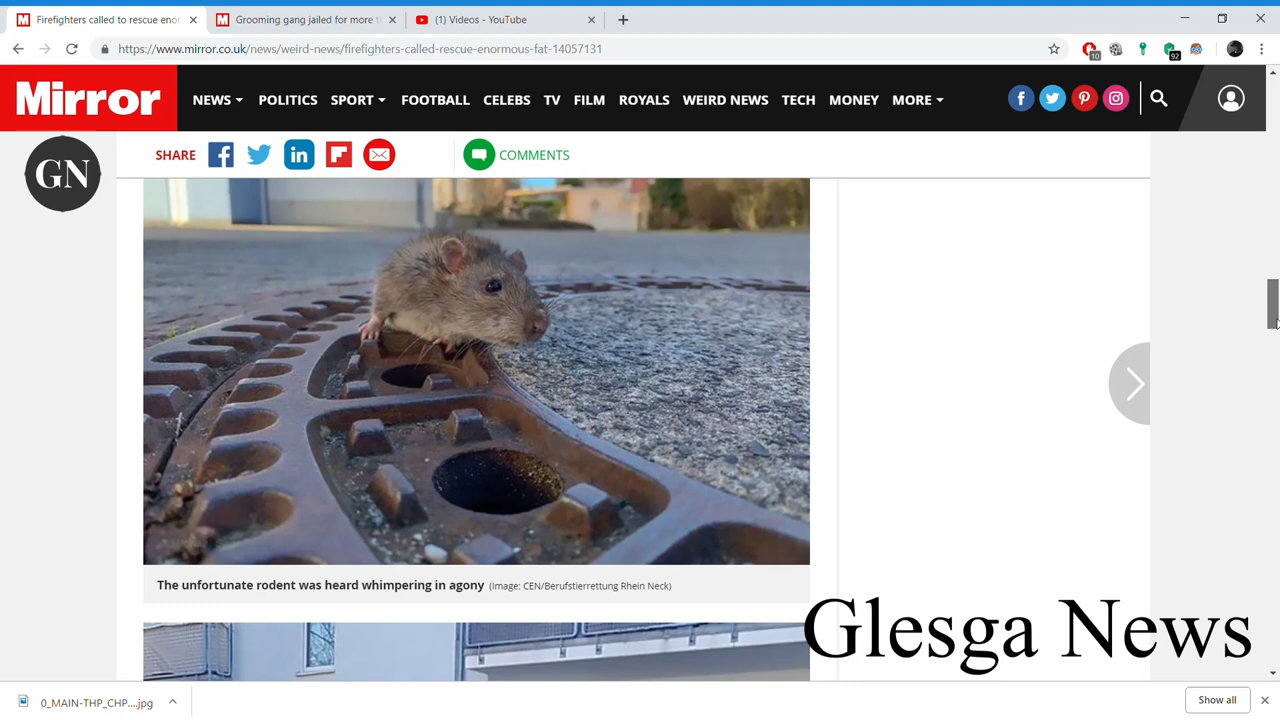 Firefighters called to rescue eno
Grooming gang jailed for more t
(1) Videos - YouTube
https://www.mirror.co.uk/news/weird-news/firefighters-called-rescue-enormous-fat-14057131
10
92
Mirror
NEWS
POLITICS
SPORT
FOOTBALL
CELEBS
TV
FILM
ROYALS
WEIRD NEWS
TECH
MONEY
MORE
GN
SHARE
COMMENTS
The unfortunate rodent was heard whimpering in agony (Image: CEN/Berufstierrettung Rhein Neck)
Glesga News
0_MAIN-THP_CHP....jpg
Show all